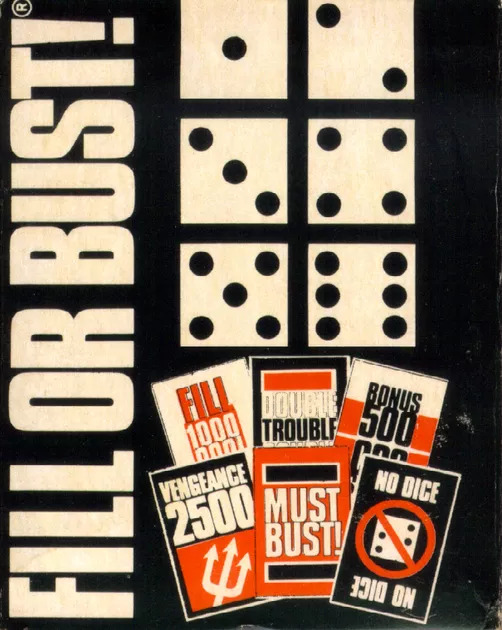 FILL OR BUST!®
FILL
1000
DOUBLE
TROUBLE
BONUS
500
VENGEANCE
2500
MUST
BUST!
NO DICE
NO DICE